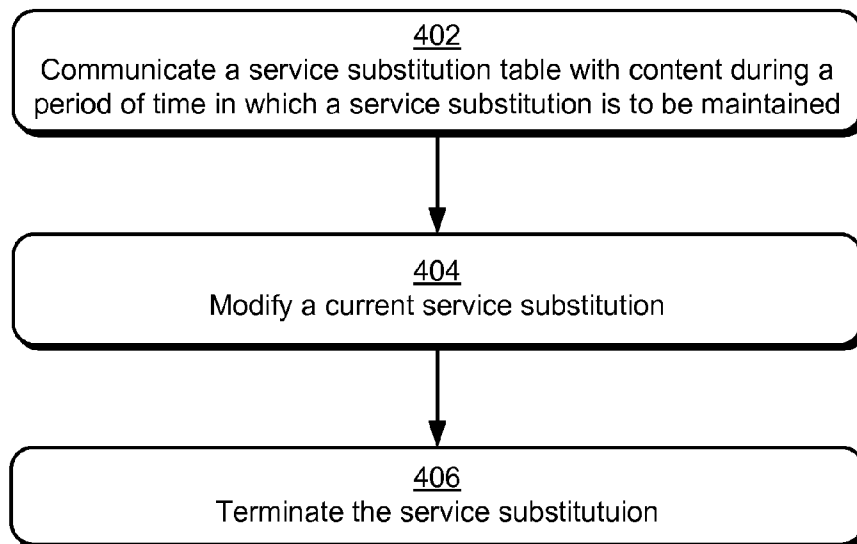 402
Communicate a service substitution table with content during a
period of time in which a service substitution is to be maintained
404
Modify a current service substitution
406
Terminate the service substitutuion